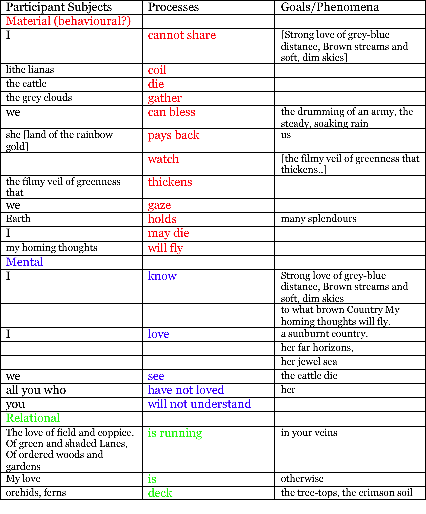 Participant Subjects Processes Goals/Phenomena
Material (behavioural?)
I cannot share [Strong love of grey-blue
distance, Brown streams and
soft, dim skies]
lithe lianas coil
the cattle die
the grey clouds gather
we can bless the drumming of an army, the
steady, soaking rain
she [land of the rainbow pays back us
gold]
watch [the filmy veil of greenness that
thickens..]
the filmy veil of greenness thickens
that
we gaze
Earth holds many splendours
I may die
my homing thoughts will fly
Mental
I know Strong love of grey-blue
distance, Brown streams and
soft, dim skies
to what brown Country My
homing thoughts will fly.
I love a sunburnt country,
her far horizons,
her jewel sea
we see the cattle die
all you who have not loved her
you will not understand
Relational
The love of field and coppice, is running in your veins
Of green and shaded Lanes,
Of ordered woods and
gardens
My love is otherwise
orchids, ferns deck the tree-tops, the crimson soil